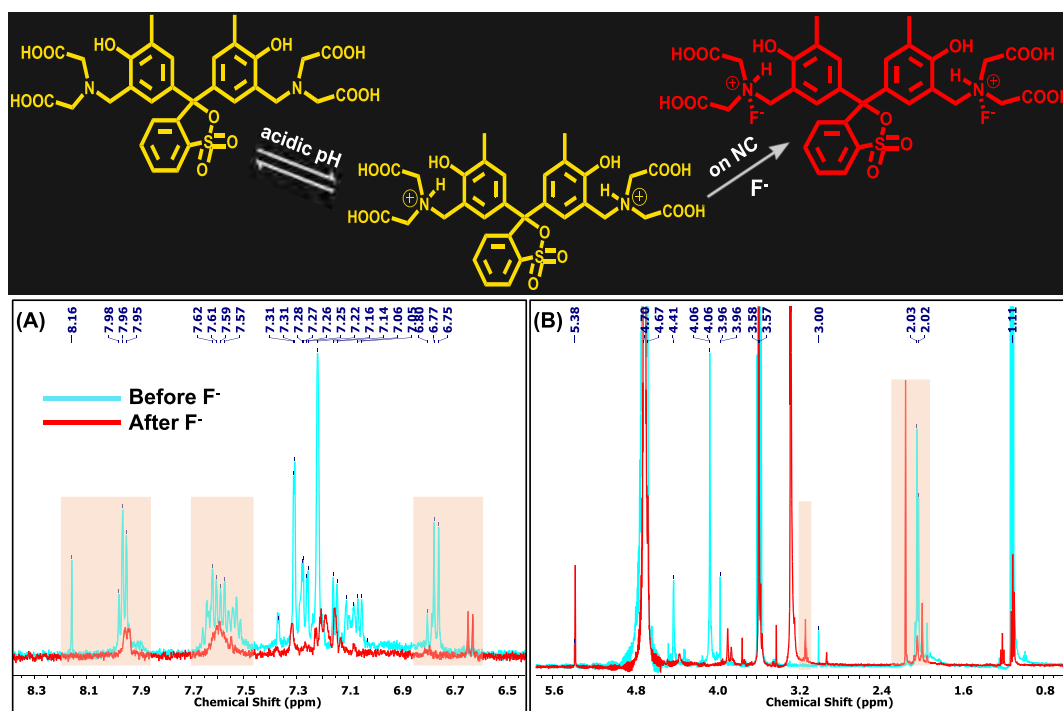 HOOC
HO
OH
COOH
HOOC
N
N
COOH
O
S
O
O
acidic pH
HOOC
H
HO
OH
H
COOH
HOOC
N
+
N
+
COOH
O
S
O
O
on NC
F-
HOOC
+
H
HO
OH
H
+
COOH
HOOC
N
N
COOH
F-
F-
O
S
O
O
(A)
8.16
7.98
7.96
7.95
7.62
7.61
7.59
7.57
7.31
7.31
7.28
7.27
7.26
7.25
7.22
7.16
7.14
7.06
7.05
6.80
6.77
6.75
Before F-
After F-
8.3 8.1 7.9 7.7 7.5 7.3 7.1 6.9 6.7 6.5
Chemical Shift (ppm)
(B)
5.38
4.70
4.67
4.41
4.06
4.06
3.96
3.96
3.58
3.57
3.00
2.03
2.02
1.11
5.6 4.8 4.0 3.2 2.4 1.6 0.8
Chemical Shift (ppm)